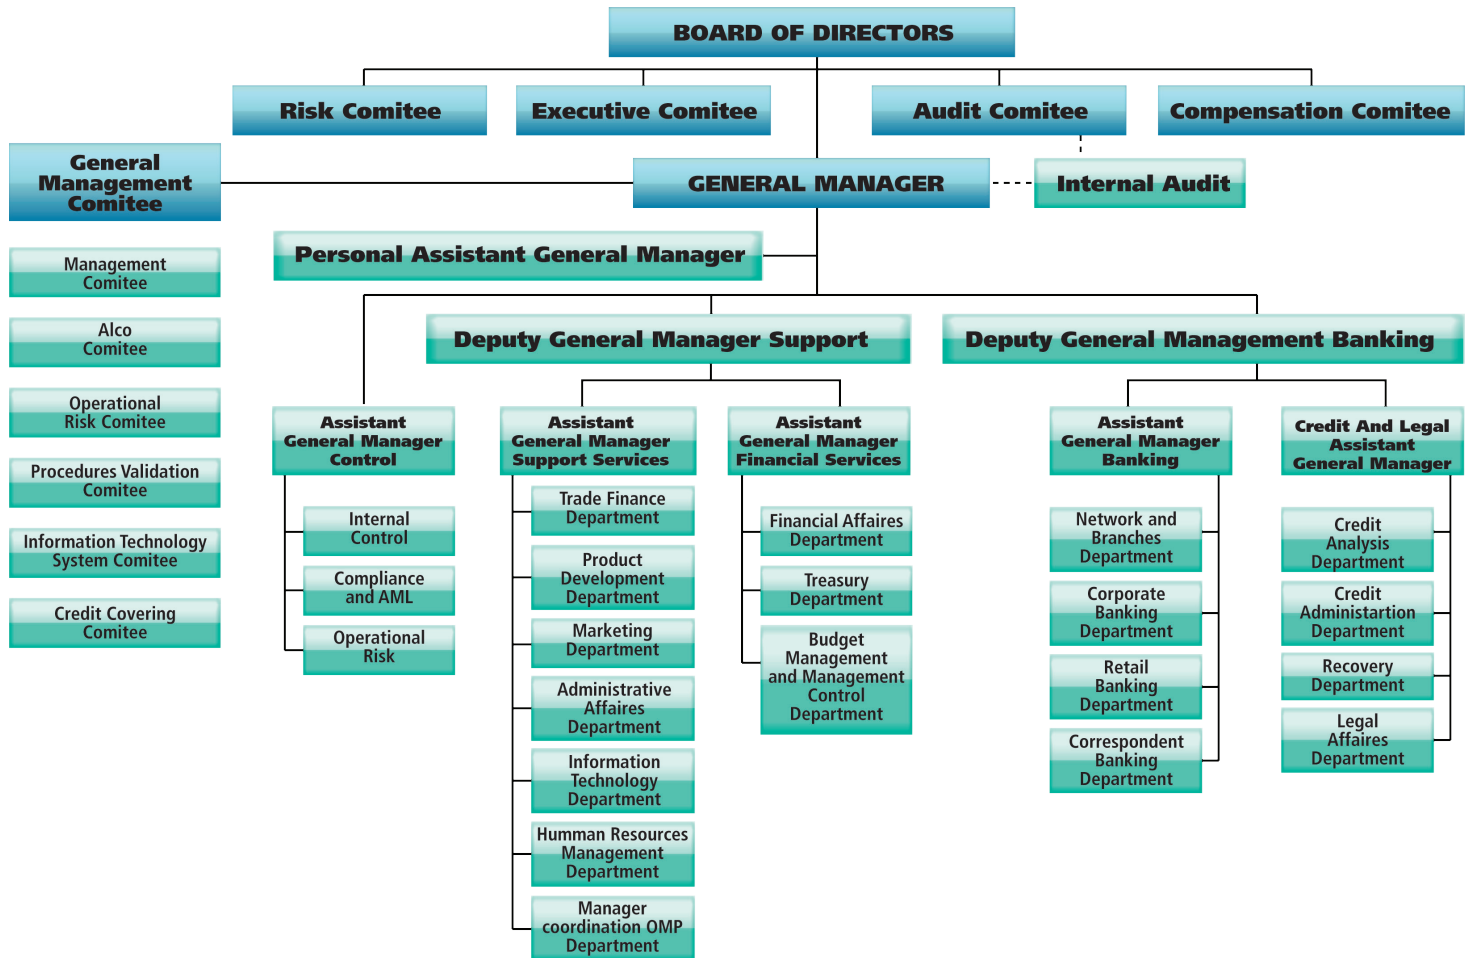 BOARD OF DIRECTORS
Risk Comitee
Executive Comitee
Audit Comitee
Compensation Comitee
General
Management
Comitee
GENERAL MANAGER
Internal Audit
Personal Assistant General Manager
Management
Comitee
Alco
Comitee
Operational
Risk Comitee
Procedures Validation
Comitee
Information Technology
System Comitee
Credit Covering
Comitee
Deputy General Manager Support
Deputy General Management Banking
Assistant
General Manager
Control
Internal
Control
Compliance
and AML
Operational
Risk
Assistant
General Manager
Support Services
Trade Finance
Department
Product
Development
Department
Marketing
Department
Administrative
Affaires
Department
Information
Technology
Department
Humman Resources
Management
Department
Manager
coordination OMP
Department
Assistant
General Manager
Financial Services
Financial Affaires
Department
Treasury
Department
Budget
Management
and Management
Control
Department
Assistant
General Manager
Banking
Network and
Branches
Department
Corporate
Banking
Department
Retail
Banking
Department
Correspondent
Banking
Department
Credit And Legal
Assistant
General Manager
Credit
Analysis
Department
Credit
Administartion
Department
Recovery
Department
Legal
Affaires
Department